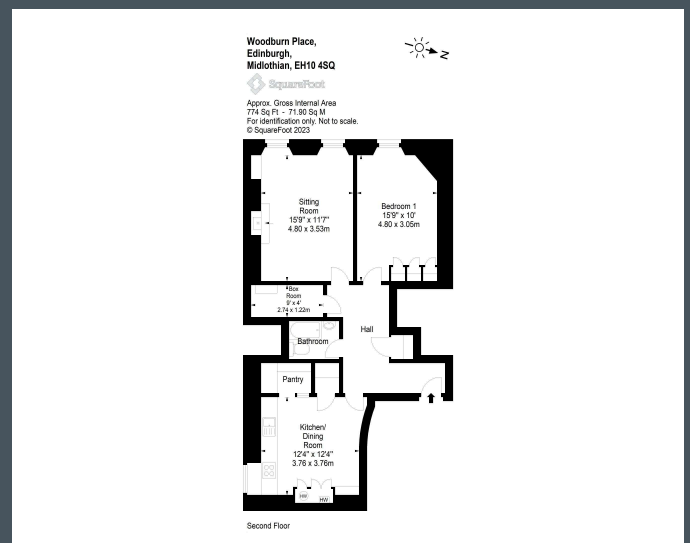 Woodburn Place,
Edinburgh,
Midlothian, EH10 4SQ
N
SquareFoot
Approx. Gross Internal Area
774 Sq Ft - 71.90 Sq M
For identification only. Not to scale.
© SquareFoot 2023
Sitting
Room
15'9" x 11'7"
4.80 x 3.53m
Bedroom 1
15'9" x 10'
4.80 x 3.05m
Box
Room
9' x 4'
2.74 x 1.22m
Hall
Bathroom
Pantry
Kitchen/
Dining
Room
12'4" x 12'4"
3.76 x 3.76m
HW
HW
Second Floor